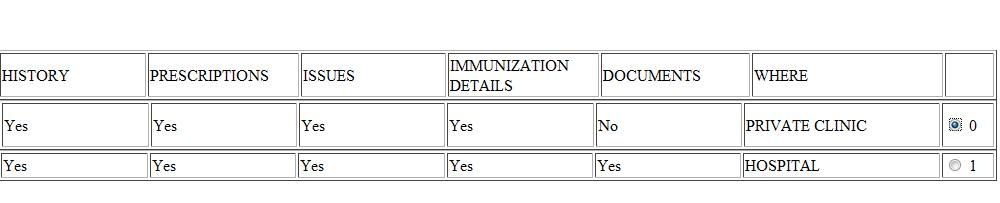 HISTORY PRESCRIPTIONS ISSUES IMMUNIZATION DETAILS DOCUMENTS WHERE
Yes Yes Yes Yes No PRIVATE CLINIC 0
Yes Yes Yes Yes Yes HOSPITAL 1